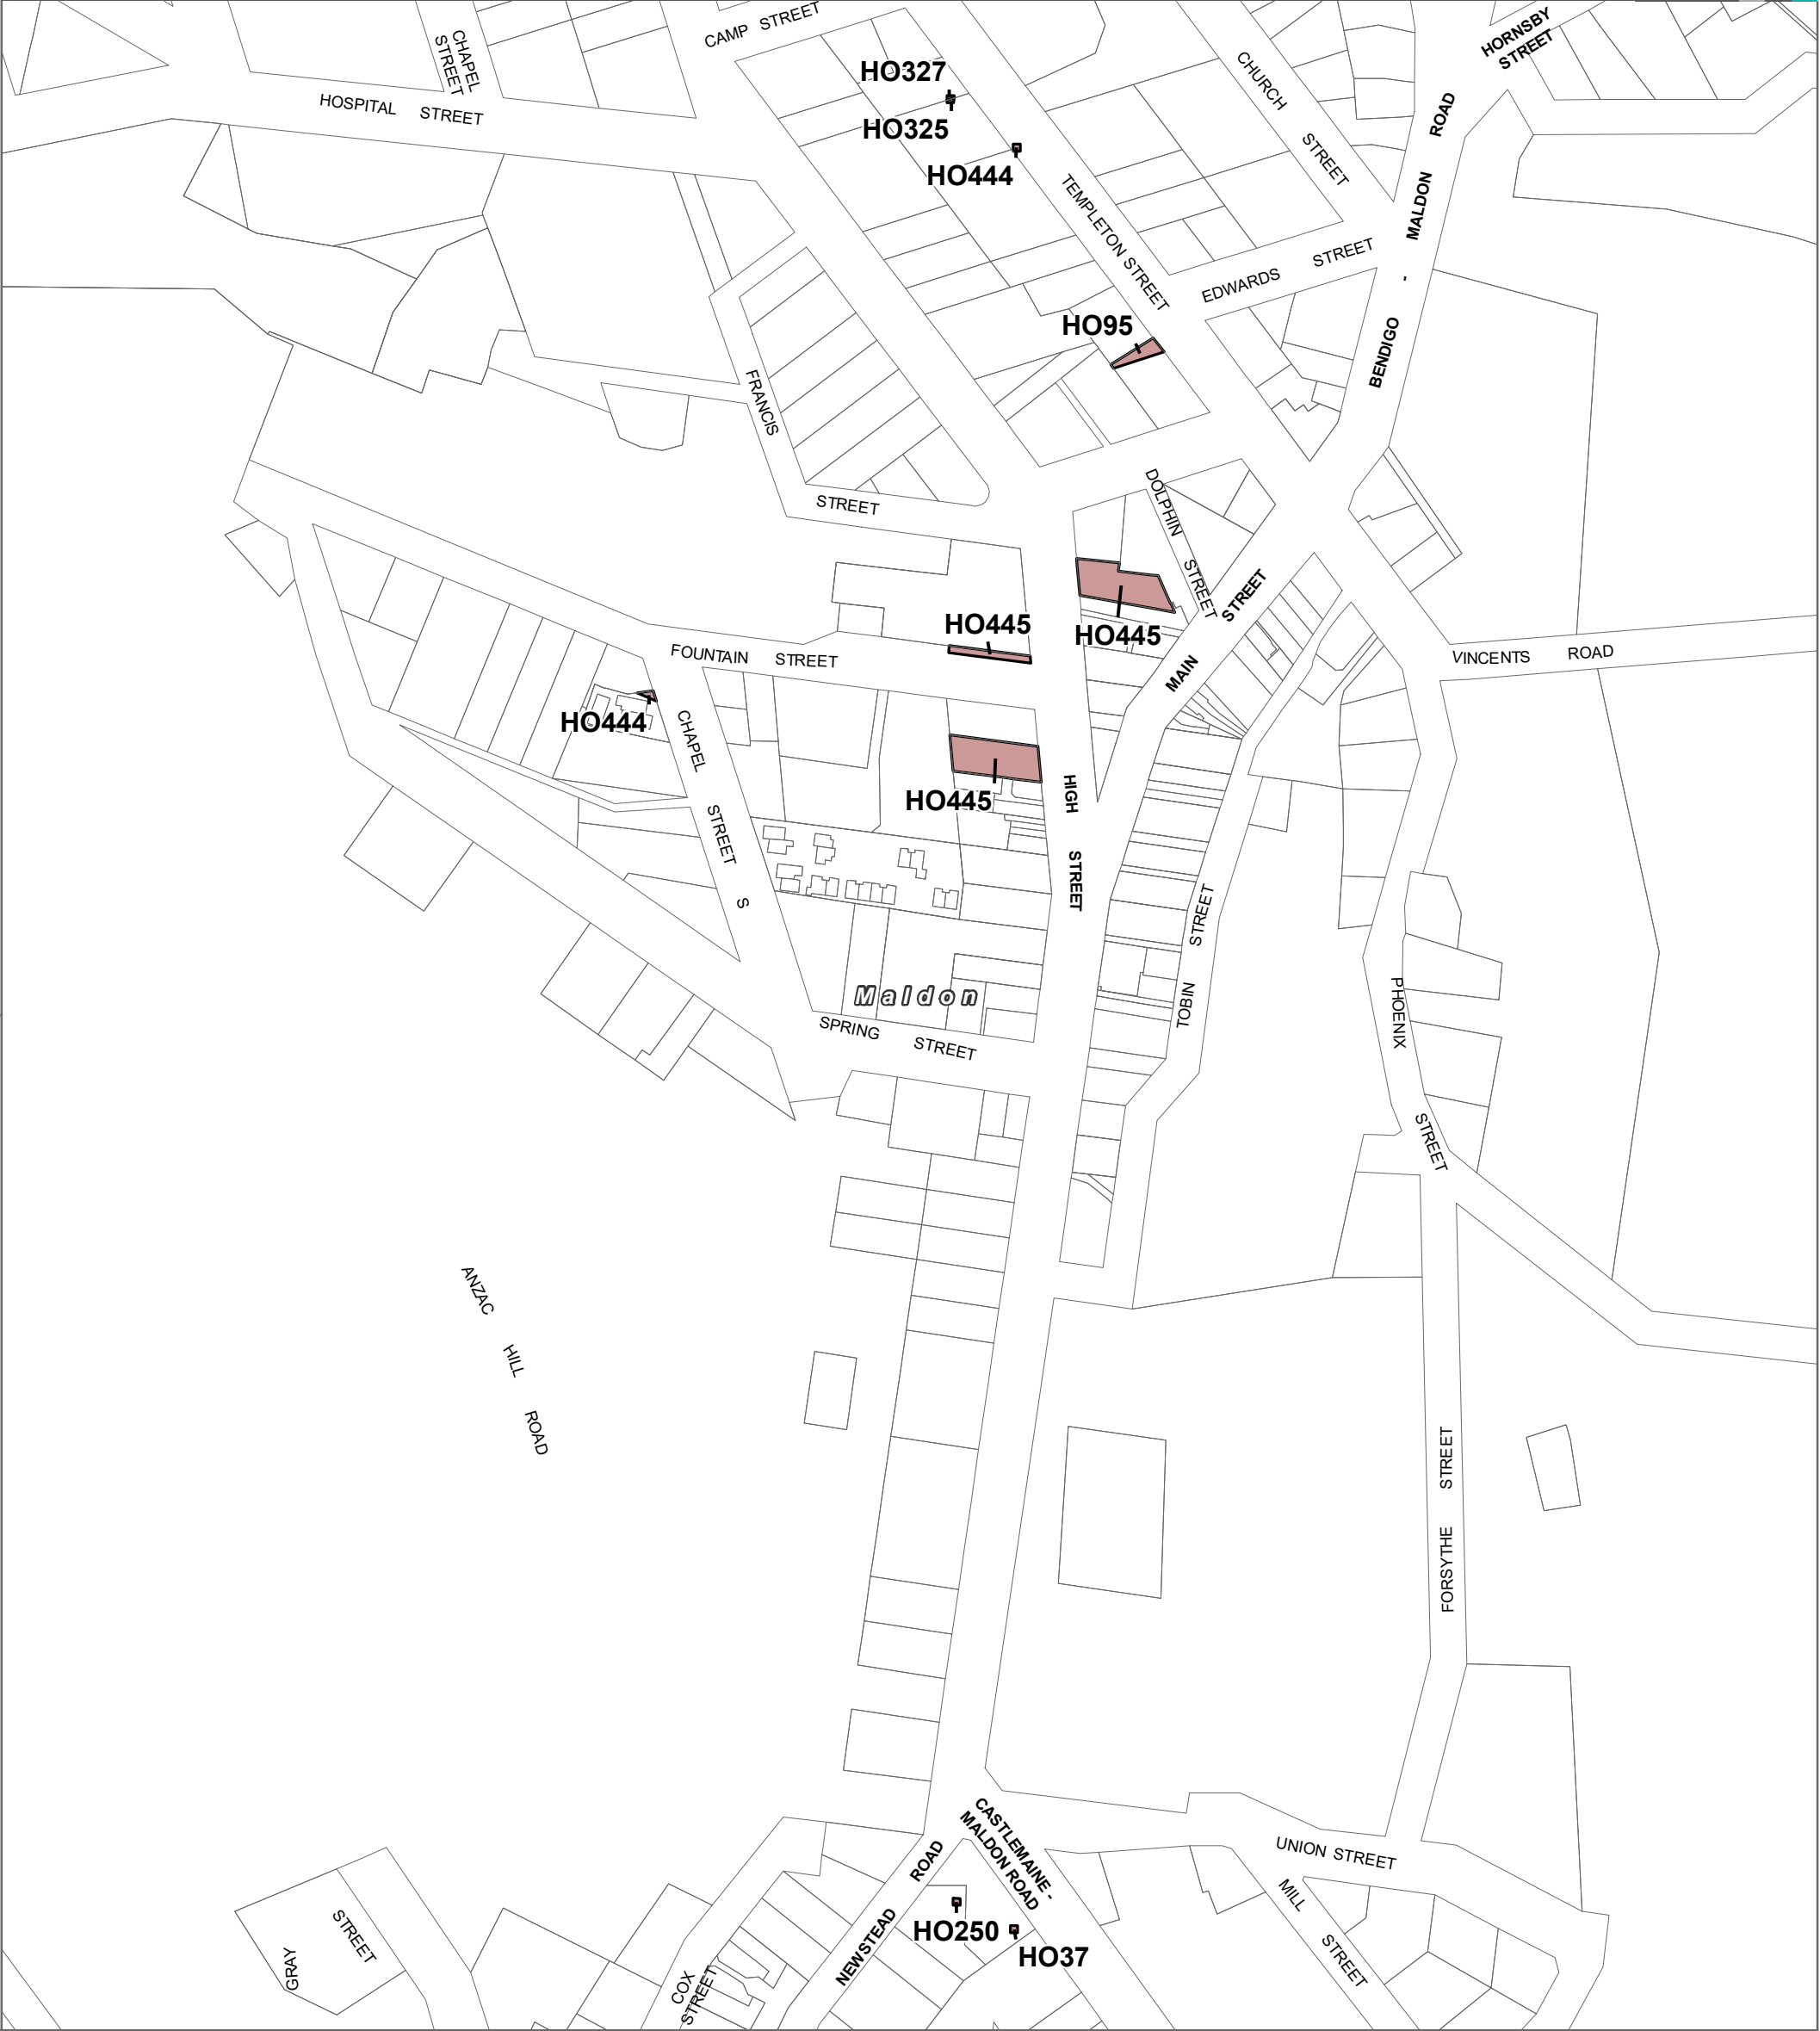 CAMP STREET
CHAPEL
STREET
HOSPITAL STREET
HO327
HO325
HO444
CHURCH STREET
HORNSBY
STREET
BENDIGO - MALDON ROAD
TEMPLETON STREET
EDWARDS STREET
HO95
FRANCIS STREET
DOLPHIN STREET
HO445
HO445
MAIN STREET
FOUNTAIN STREET
VINCENTS ROAD
HO444
CHAPEL STREET S
HO445
HIGH STREET
Maldon
SPRING STREET
TOBIN STREET
PHOENIX STREET
ANZAC HILL ROAD
FORSYTHE STREET
CASTLEMAINE -
MALDON ROAD
UNION STREET
NEWSTEAD ROAD
MILL STREET
HO250
HO37
GRAY STREET
COX
STREET